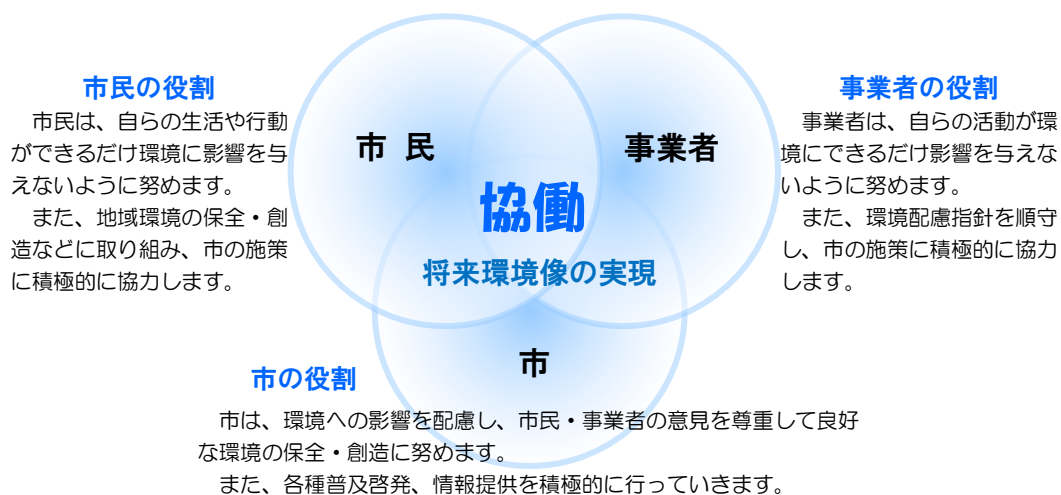 市民の役割
市民は、自らの生活や行動
ができるだけ環境に影響を与
えないように努めます。
また、地域環境の保全・創
造などに取り組み、市の施策
に積極的に協力します。
市 民
事業者
協働
将来環境像の実現
市
事業者の役割
事業者は、自らの活動が環
境にできるだけ影響を与えな
いように努めます。
また、環境配慮指針を順守
し、市の施策に積極的に協力
します。
市の役割
市は、環境への影響を配慮し、市民・事業者の意見を尊重して良好
な環境の保全・創造に努めます。
また、各種普及啓発、情報提供を積極的に行っていきます。